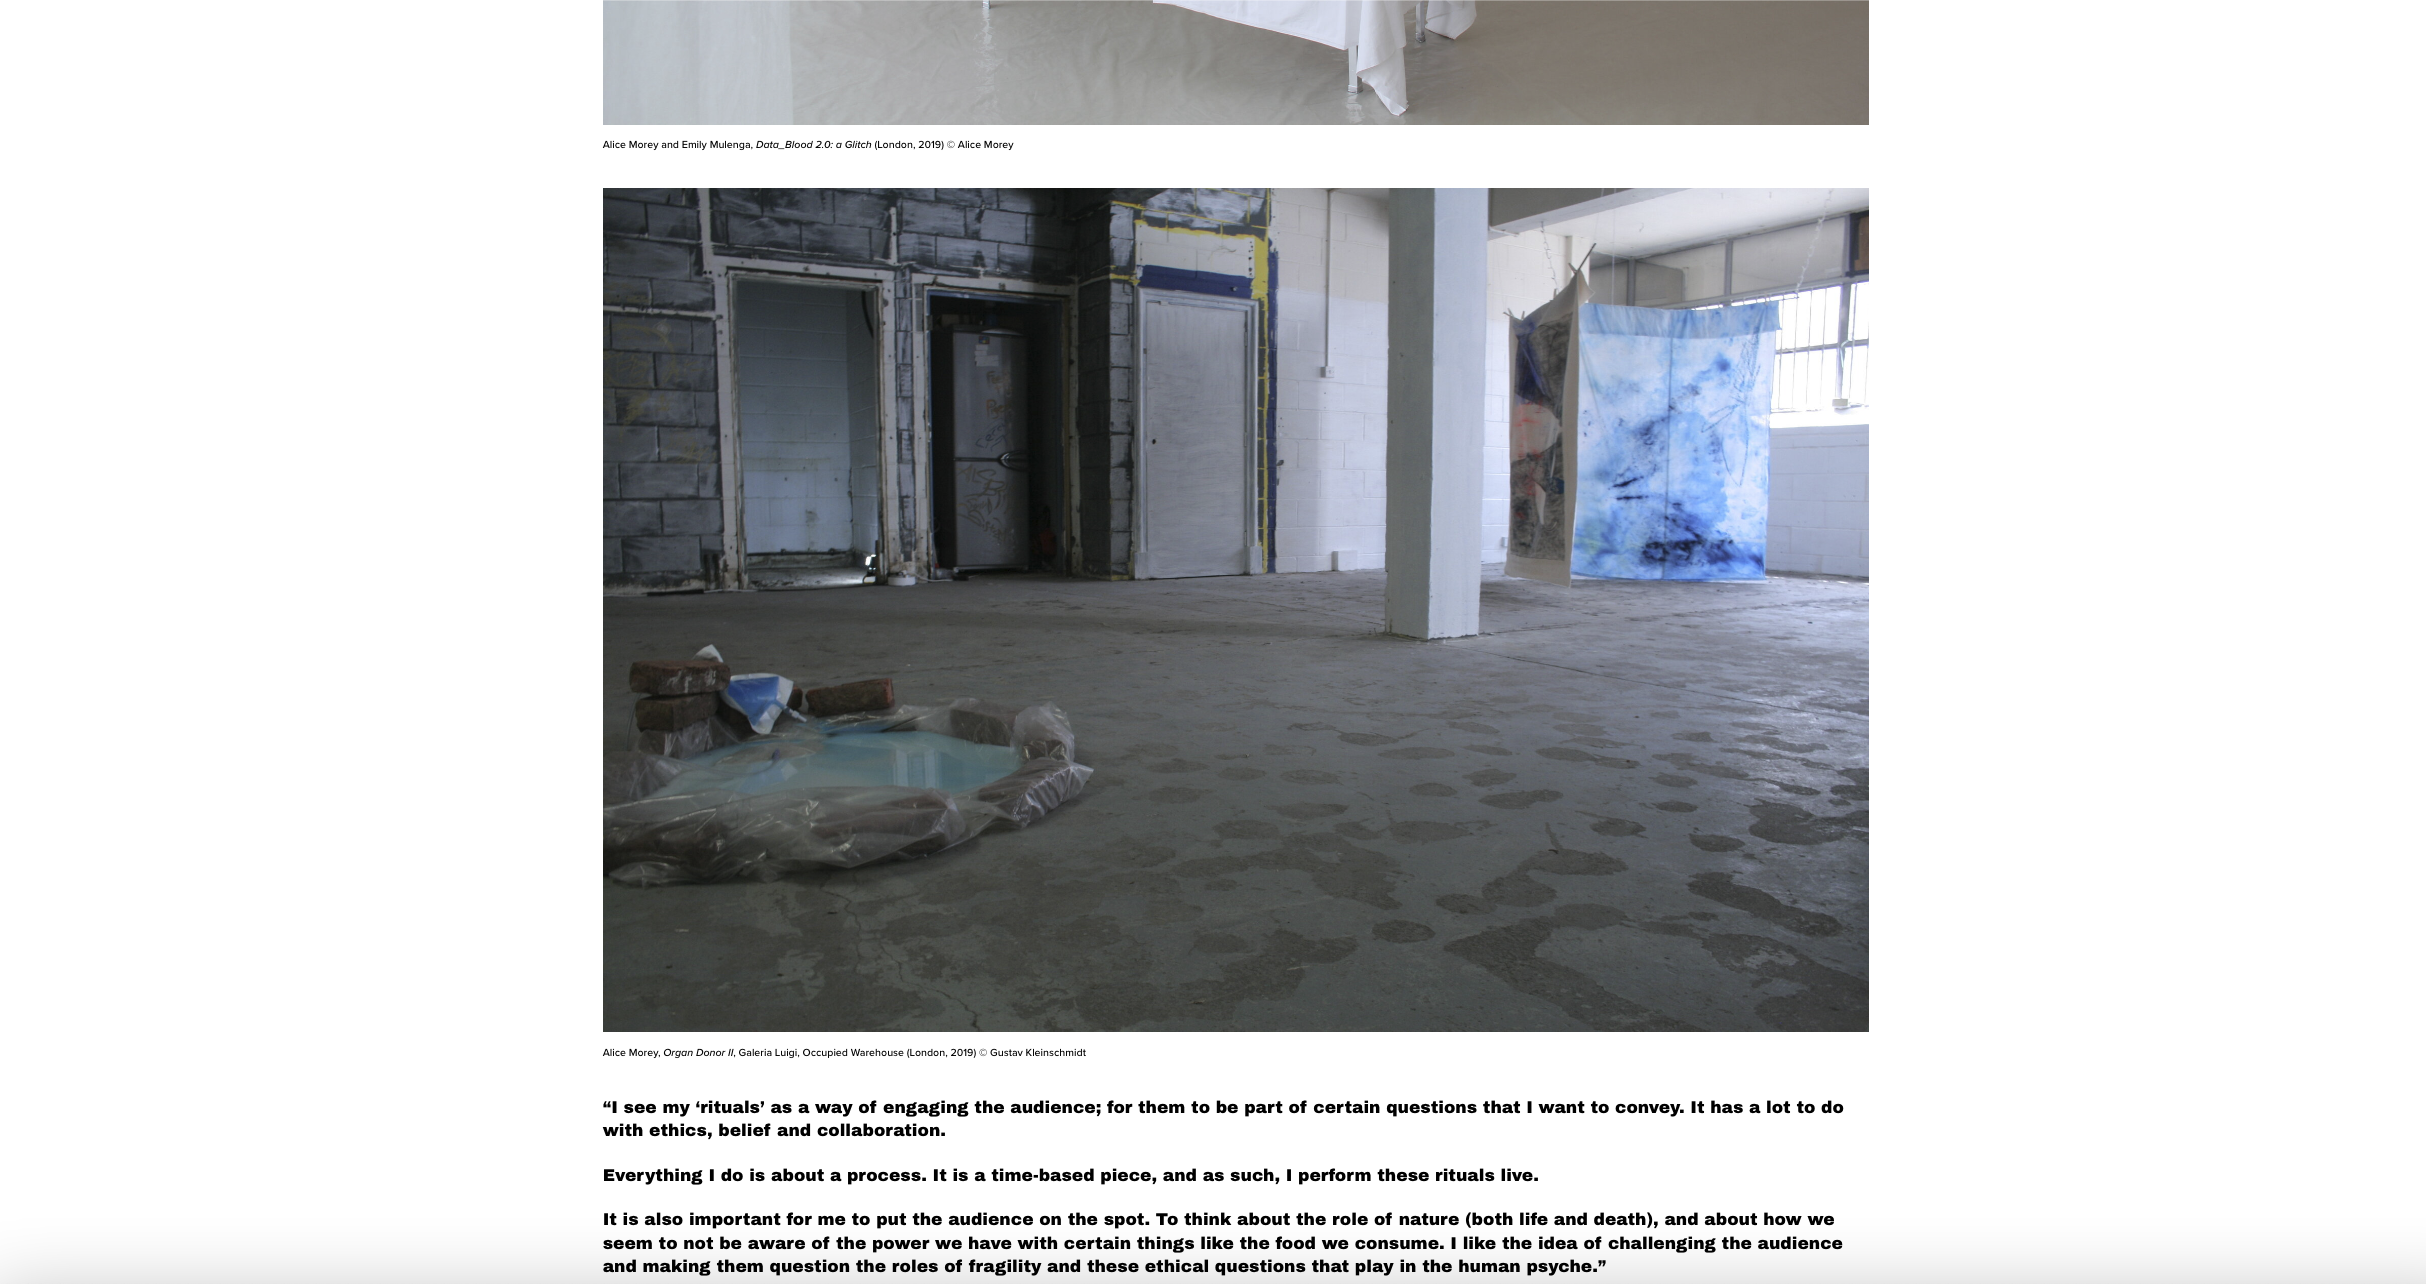 Alice Morey and Emily Mulenga, Data_Blood 2.0: a Glitch (London, 2019) © Alice Morey
Alice Morey, Organ Donor II, Galeria Luigi, Occupied Warehouse (London, 2019) © Gustav Kleinschmidt
“I see my ‘rituals’ as a way of engaging the audience; for them to be part of certain questions that I want to convey. It has a lot to do
with ethics, belief and collaboration.
Everything I do is about a process. It is a time-based piece, and as such, I perform these rituals live.
It is also important for me to put the audience on the spot. To think about the role of nature (both life and death), and about how we
seem to not be aware of the power we have with certain things like the food we consume. I like the idea of challenging the audience
and making them question the roles of fragility and these ethical questions that play in the human psyche.”